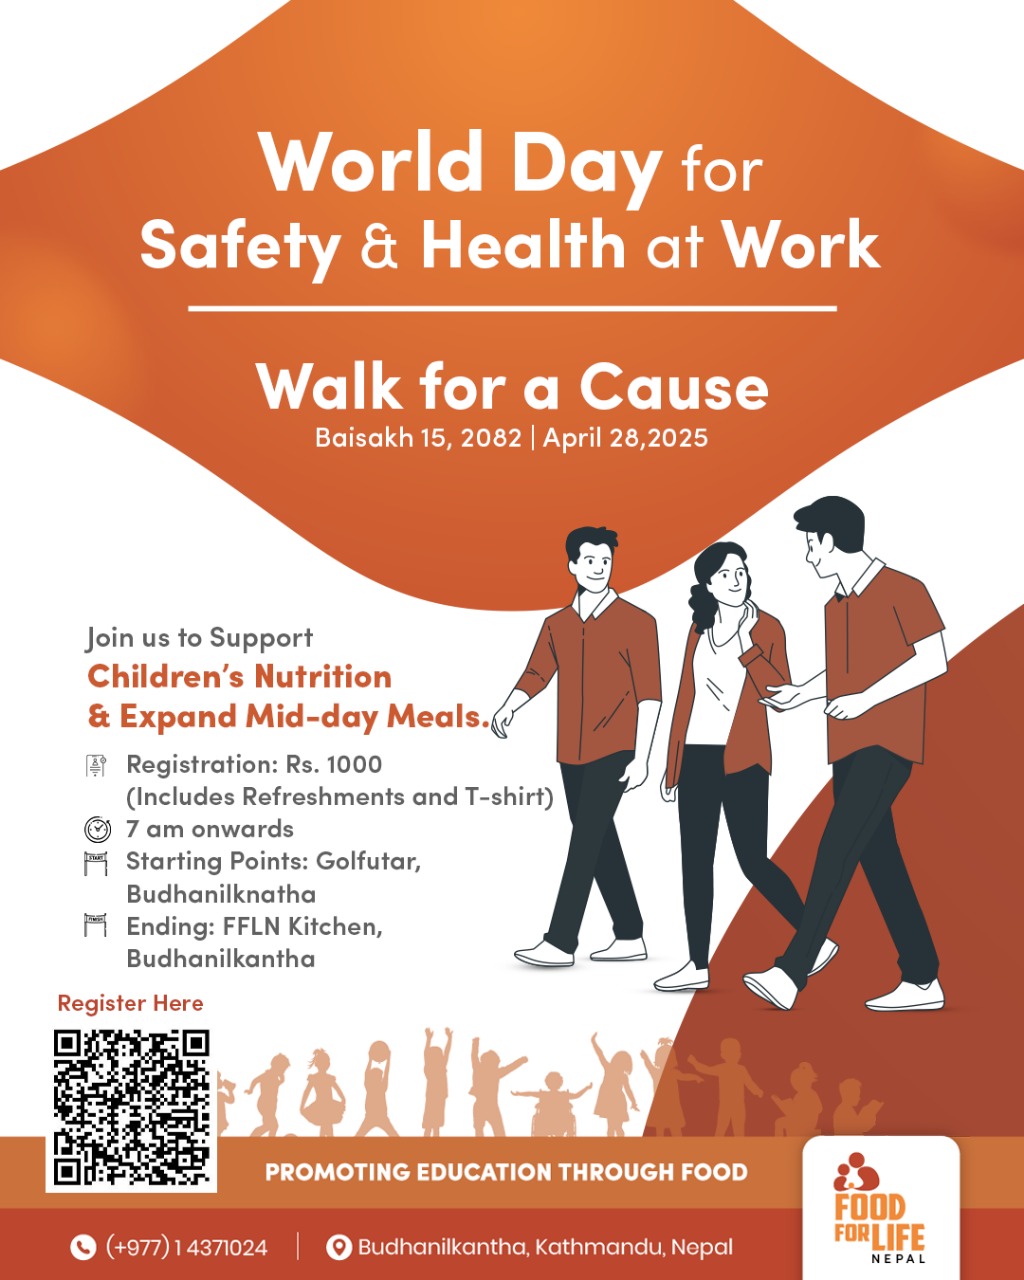 World Day for
Safety & Health at Work
Walk for a Cause
Baisakh 15, 2082 | April 28,2025
Join us to Support
Children's Nutrition
& Expand Mid-day Meals.
Registration: Rs. 1000
(Includes Refreshments and T-shirt)
7 am onwards
START
Starting Points: Golfutar,
Budhanilknatha
FINISH
Ending: FFLN Kitchen,
Budhanilkantha
Register Here
PROMOTING EDUCATION THROUGH FOOD
(+977) 1 4371024
Budhanilkantha, Kathmandu, Nepal
FOOD
FOR LIFE
NEPAL